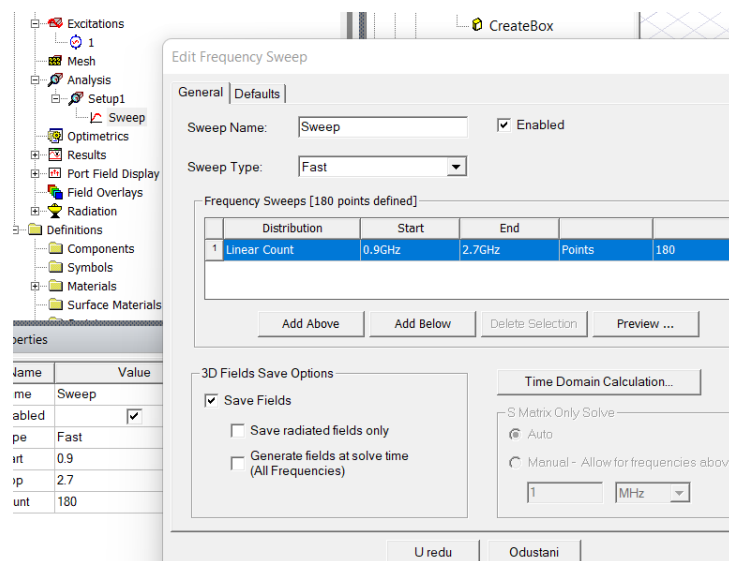 Excitations
1
Mesh
Analysis
Setup1
Sweep
Optimetrics
Results
Port Field Display
Field Overlays
Radiation
Definitions
Components
Symbols
Materials
Surface Materials
CreateBox
Edit Frequency Sweep
General Defaults
Sweep Name: Sweep Enabled
Sweep Type: Fast
Frequency Sweeps [180 points defined]
Distribution Start End
1 Linear Count 0.9GHz 2.7GHz Points 180
Add Above Add Below Delete Selection Preview ...
3D Fields Save Options
Save Fields
Save radiated fields only
Generate fields at solve time
(All Frequencies)
Time Domain Calculation...
S Matrix Only Solve
Auto
Manual - Allow for frequencies abov
1 MHz
U redu Odustani
perties
Name Value
me Sweep
abled
pe Fast
art 0.9
op 2.7
unt 180